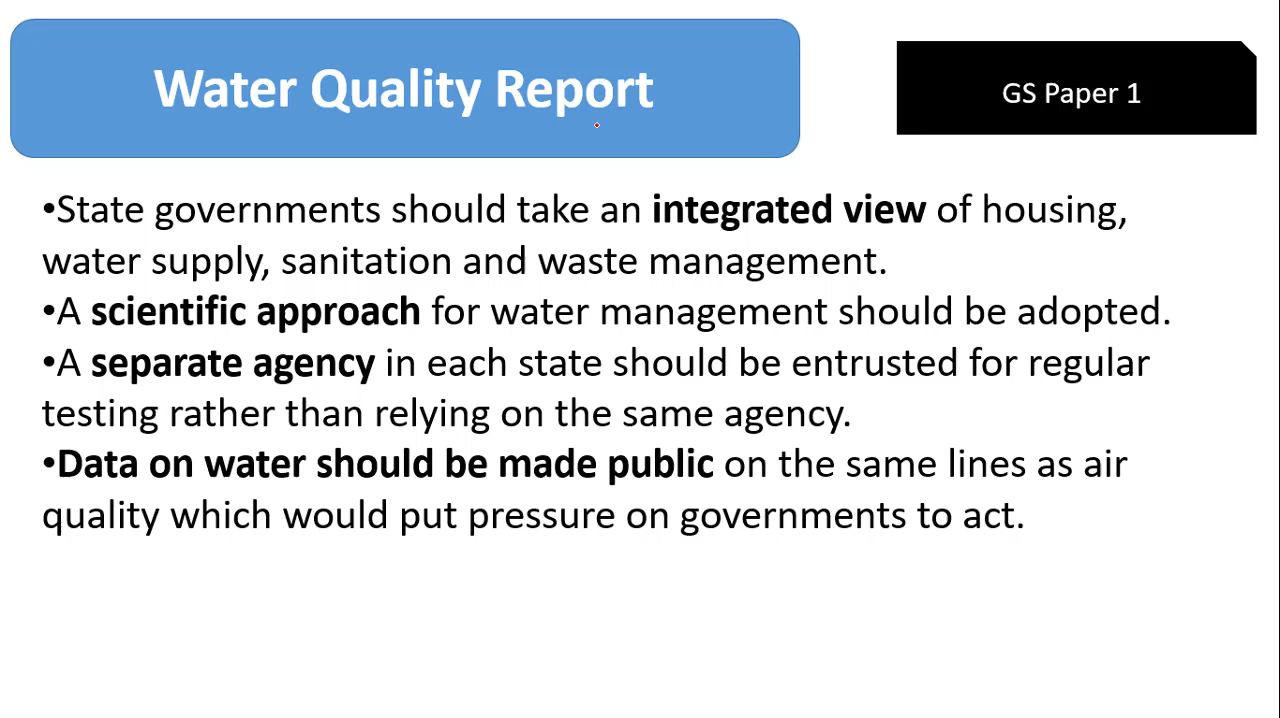 Water Quality Report
GS Paper 1
•State governments should take an integrated view of housing,
water supply, sanitation and waste management.
•A scientific approach for water management should be adopted.
•A separate agency in each state should be entrusted for regular
testing rather than relying on the same agency.
•Data on water should be made public on the same lines as air
quality which would put pressure on governments to act.